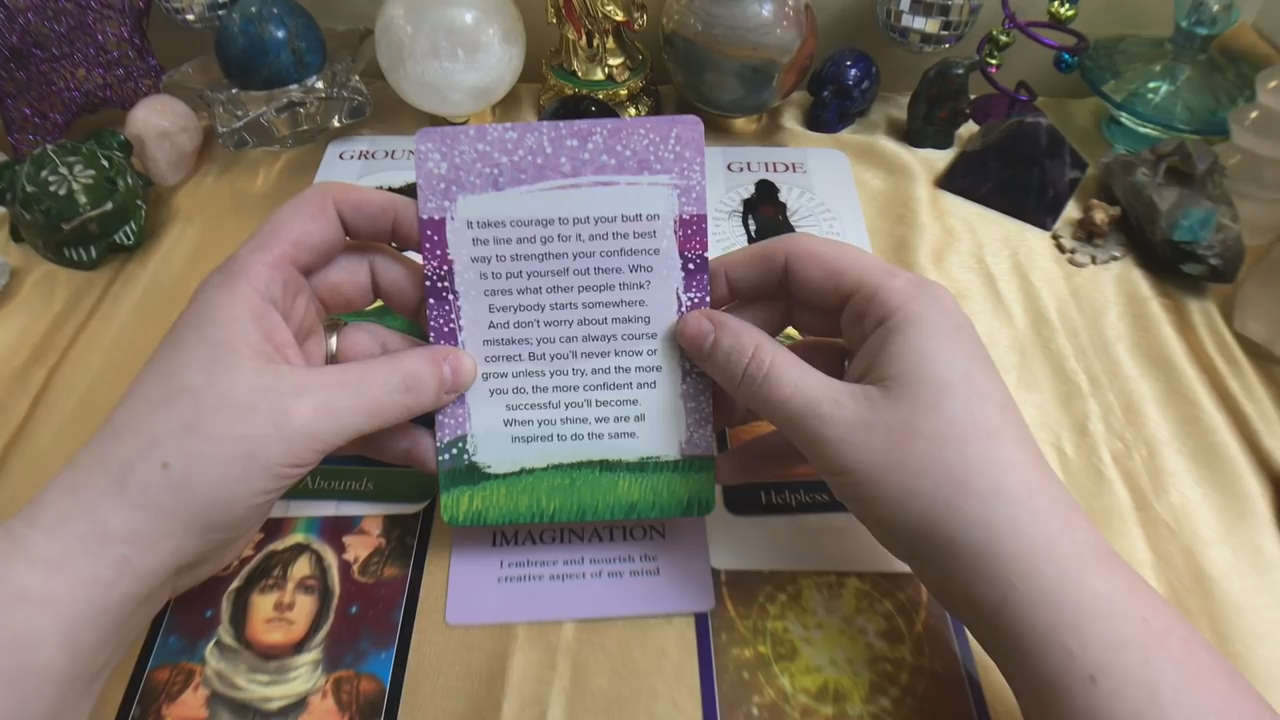 GROUN
GUIDE
It takes courage to put your butt on
the line and go for it, and the best
way to strengthen your confidence
is to put yourself out there. Who
cares what other people think?
Everybody starts somewhere.
And don't worry about making
mistakes; you can always course
correct. But you'll never know or
grow unless you try, and the more
you do, the more confident and
successful you'll become.
When you shine, we are all
inspired to do the same.
Abounds
Helpless
IMAGINATION
I embrace and nourish the
creative aspect of my mind